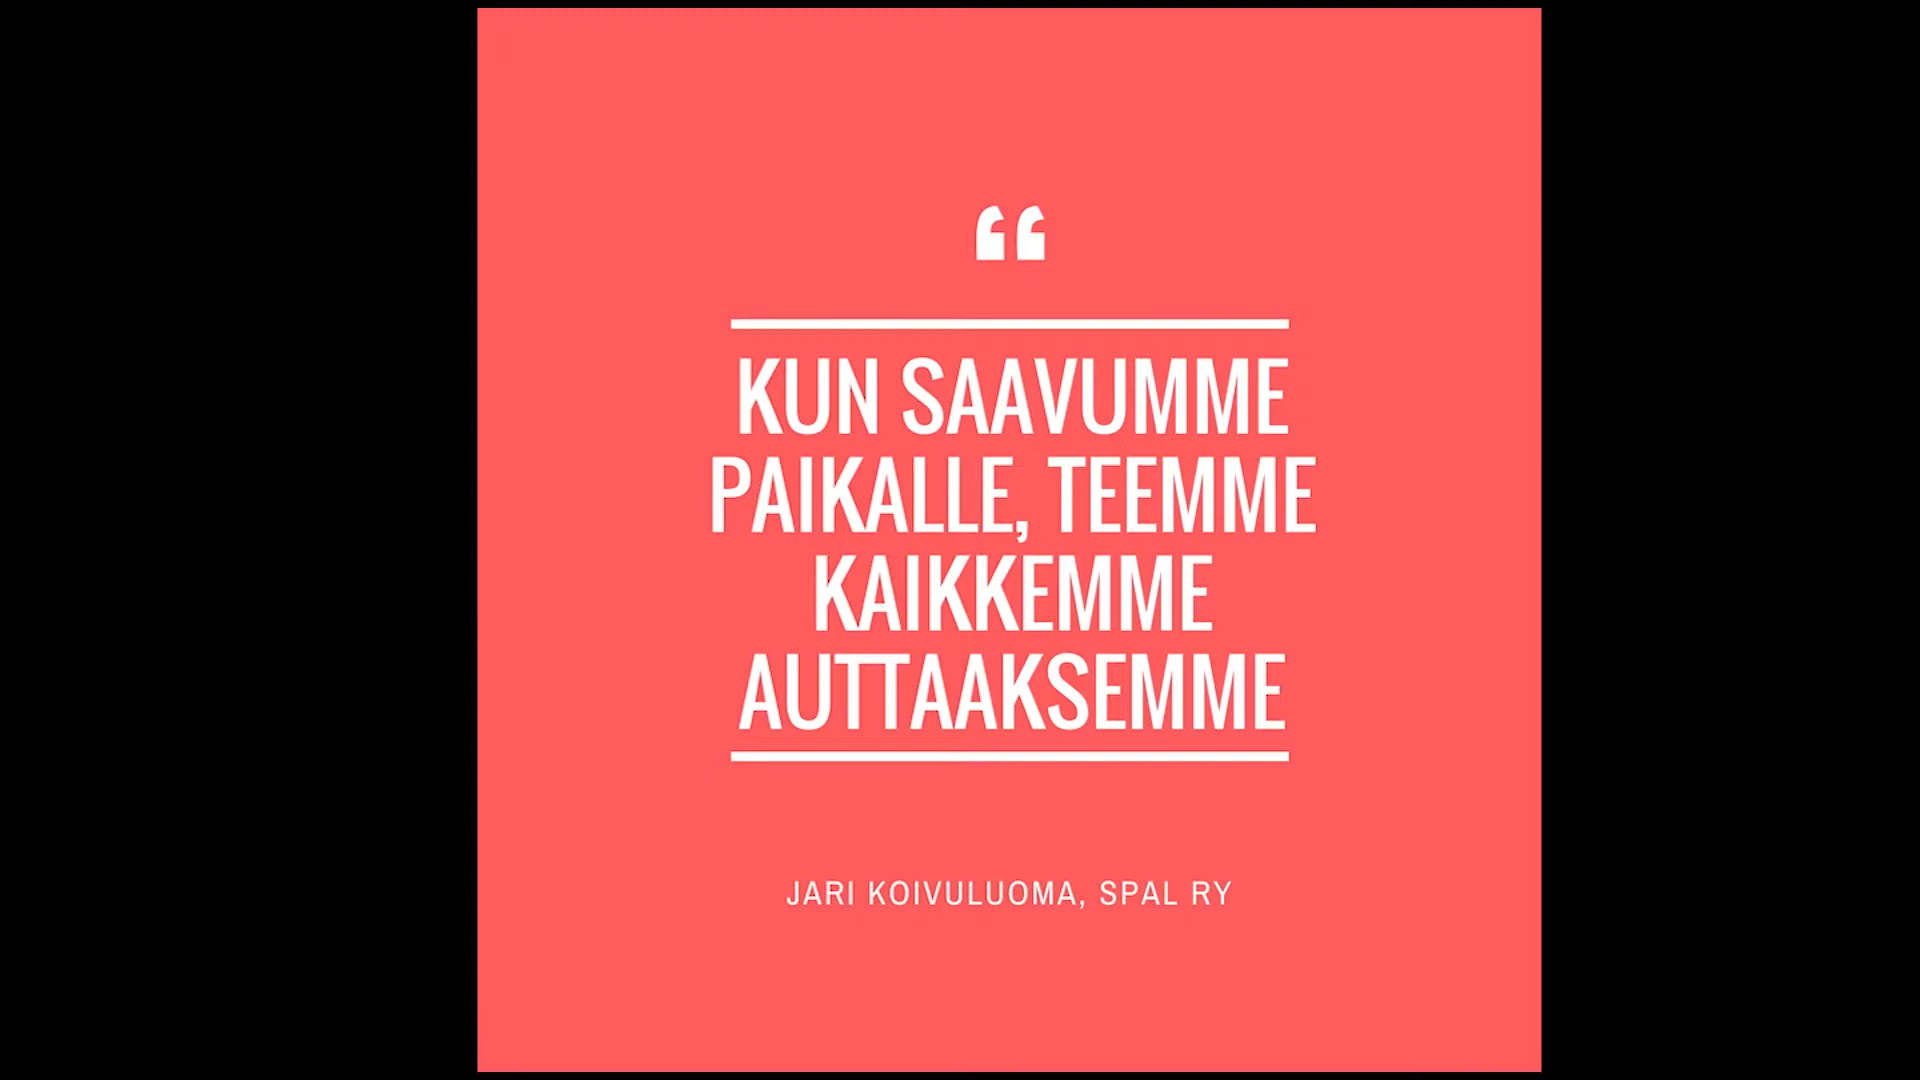 “
KUN SAAVUMME
PAIKALLE, TEEMME
KAIKKEMME
AUTTAAKSEMME
JARI KOIVULUOMA, SPAL RY